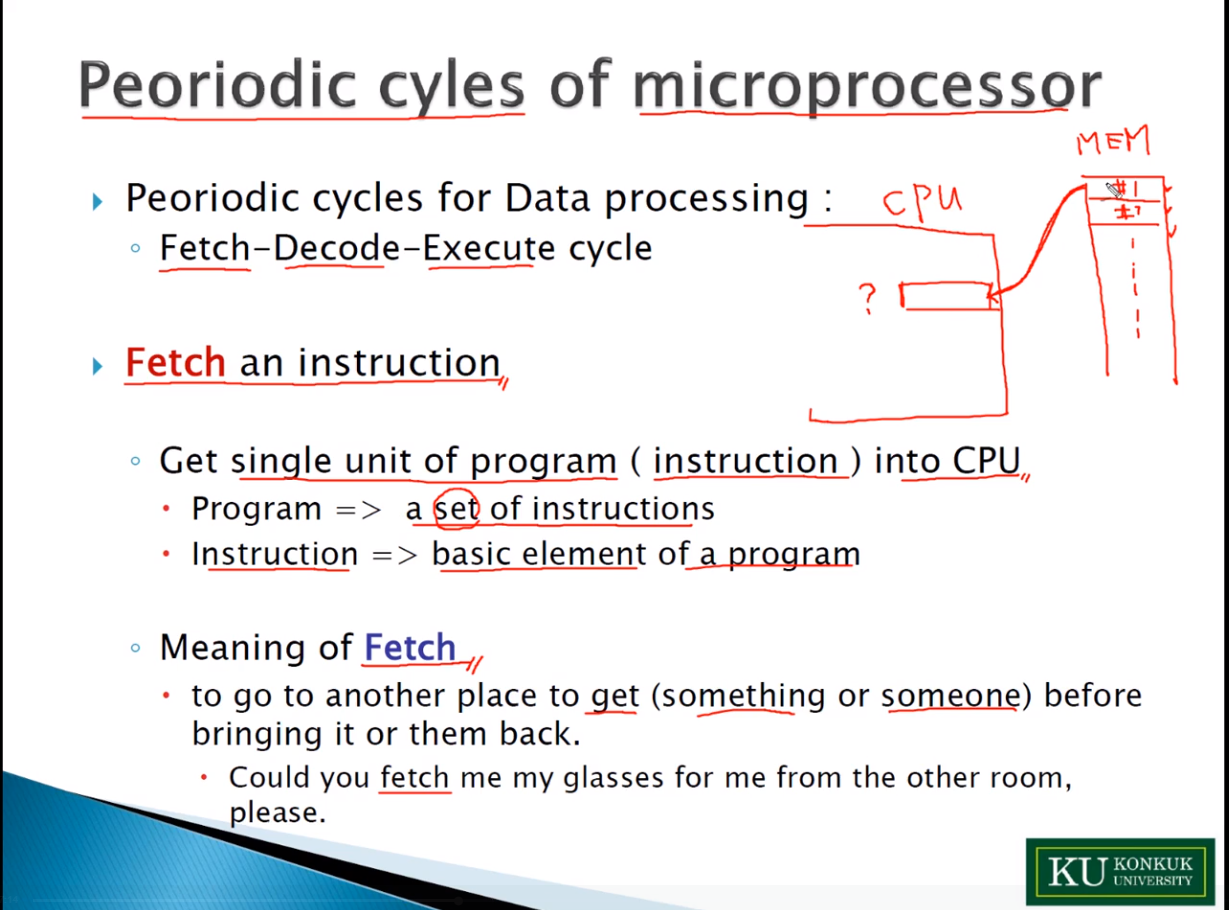 Peoriodic cyles of microprocessor
MEM
Peoriodic cycles for Data processing :
CPU
#1
Fetch-Decode-Execute cycle
?
Fetch an instruction
Get single unit of program ( instruction ) into CPU
Program => a set of instructions
Instruction => basic element of a program
Meaning of Fetch
to go to another place to get (something or someone) before
bringing it or them back.
Could you fetch me my glasses for me from the other room,
please.
KU KONKUK
UNIVERSITY